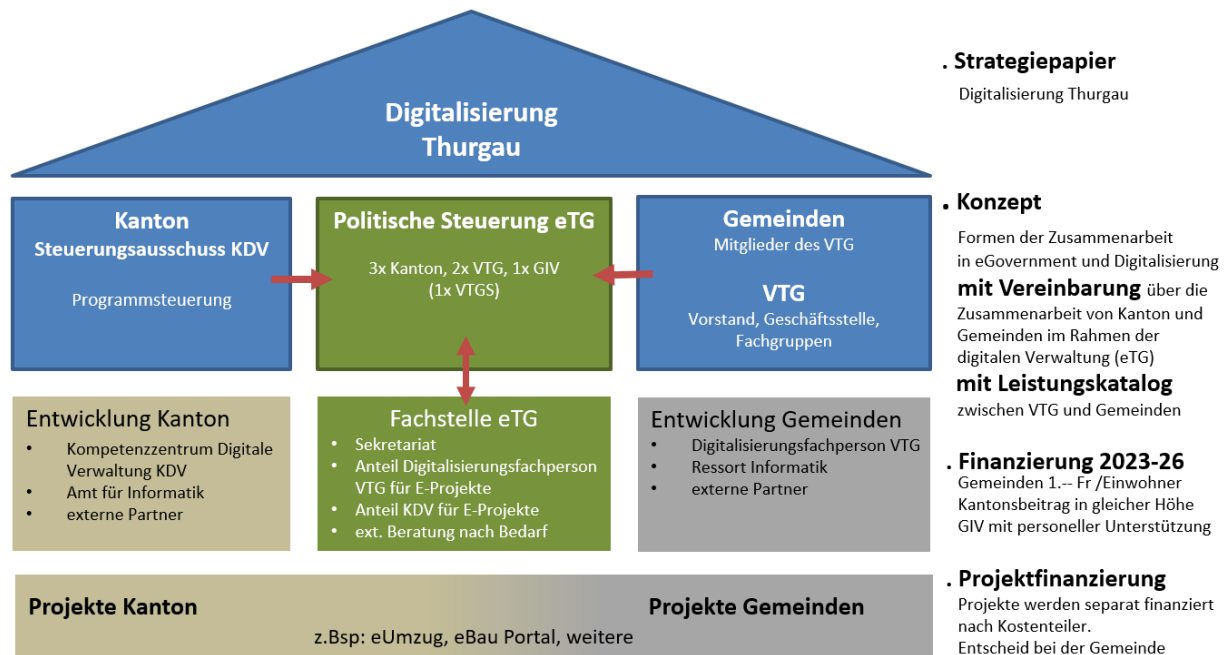 Digitalisierung
Thurgau
. Strategiepapier
Digitalisierung Thurgau
Kanton
Steuerungsausschuss KDV
Programmsteuerung
Politische Steuerung eTG
3x Kanton, 2x VTG, 1x GIV
(1x VTGS)
Gemeinden
Mitglieder des VTG
VTG
Vorstand, Geschäftsstelle,
Fachgruppen
. Konzept
Formen der Zusammenarbeit
in eGovernment und Digitalisierung
mit Vereinbarung über die
Zusammenarbeit von Kanton und
Gemeinden im Rahmen der
digitalen Verwaltung (eTG)
mit Leistungskatalog
zwischen VTG und Gemeinden
Entwicklung Kanton
• Kompetenzzentrum Digitale
Verwaltung KDV
• Amt für Informatik
• externe Partner
Fachstelle eTG
• Sekretariat
• Anteil Digitalisierungsfachperson
VTG für E-Projekte
• Anteil KDV für E-Projekte
• ext. Beratung nach Bedarf
Entwicklung Gemeinden
• Digitalisierungsfachperson VTG
• Ressort Informatik
• externe Partner
. Finanzierung 2023-26
Gemeinden 1.-- Fr /Einwohner
Kantonsbeitrag in gleicher Höhe
GIV mit personeller Unterstützung
Projekte Kanton
Projekte Gemeinden
z.Bsp: eUmzug, eBau Portal, weitere
. Projektfinanzierung
Projekte werden separat finanziert
nach Kostenteiler.
Entscheid bei der Gemeinde